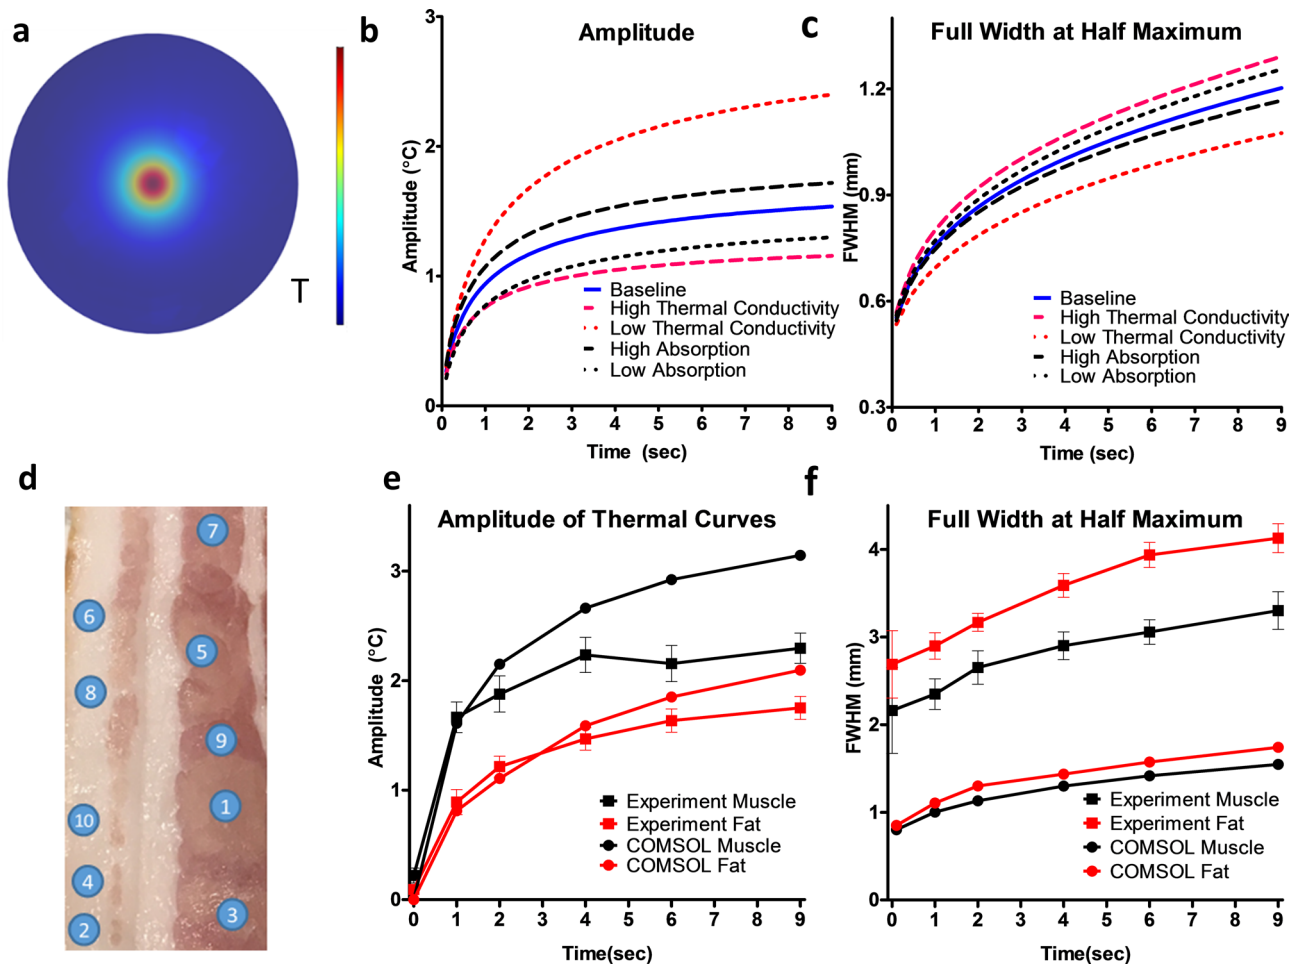 a
T
b
Amplitude
3
2
1
0
Amplitude (°C)
Baseline
High Thermal Conductivity
Low Thermal Conductivity
High Absorption
Low Absorption
0 1 2 3 4 5 6 7 8 9
Time (sec)
c
Full Width at Half Maximum
1.2
0.9
0.6
0.3
FWHM (mm)
Baseline
High Thermal Conductivity
Low Thermal Conductivity
High Absorption
Low Absorption
0 1 2 3 4 5 6 7 8 9
Time (sec)
d
7
6
5
8
9
1
10
4
3
2
e
Amplitude of Thermal Curves
3
2
1
0
Amplitude (°C)
Experiment Muscle
Experiment Fat
COMSOL Muscle
COMSOL Fat
0 1 2 3 4 5 6 7 8 9
Time(sec)
f
Full Width at Half Maximum
4
3
2
1
0
FWHM (mm)
Experiment Muscle
Experiment Fat
COMSOL Muscle
COMSOL Fat
0 1 2 3 4 5 6 7 8 9
Time(sec)